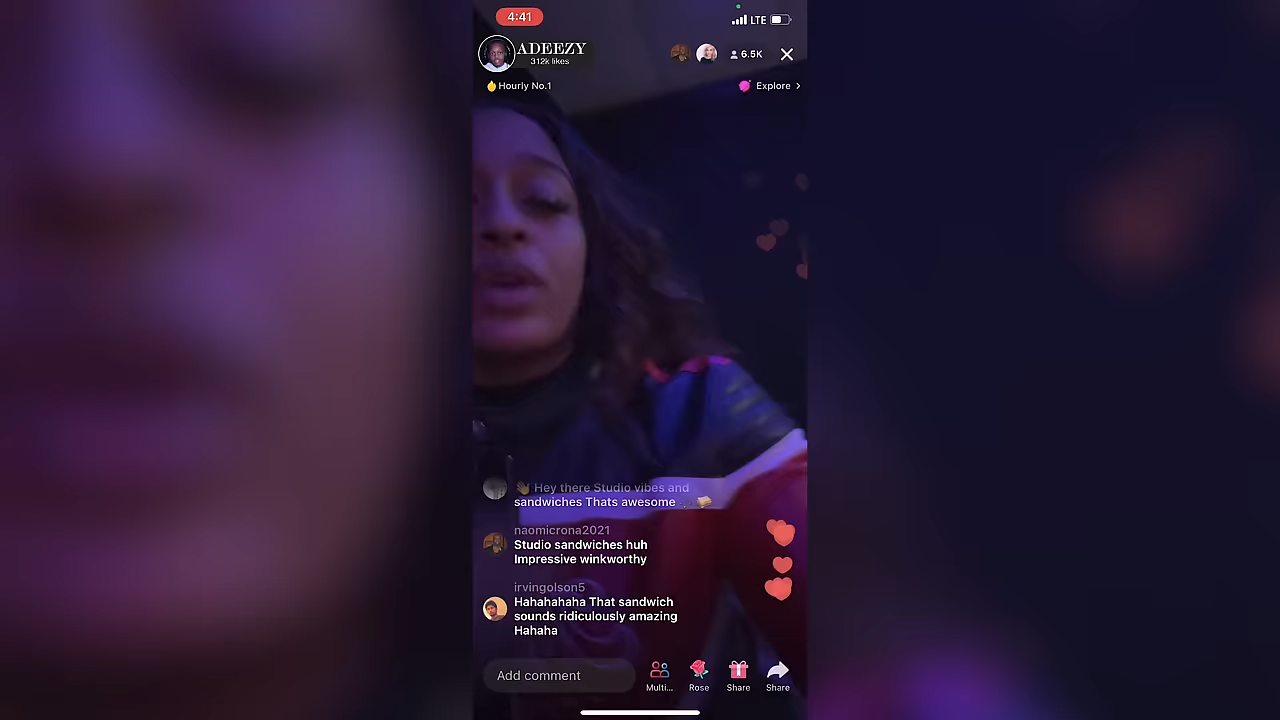 4:41
LTE
ADEEZY
312k likes
6.5K
Hourly No.1
Explore
Hey there Studio vibes and
sandwiches Thats awesome
naomicrona2021
Studio sandwiches huh
Impressive winkworthy
irvingolson5
Hahahahaha That sandwich
sounds ridiculously amazing
Hahaha
Add comment
Multi...
Rose
Share
Share